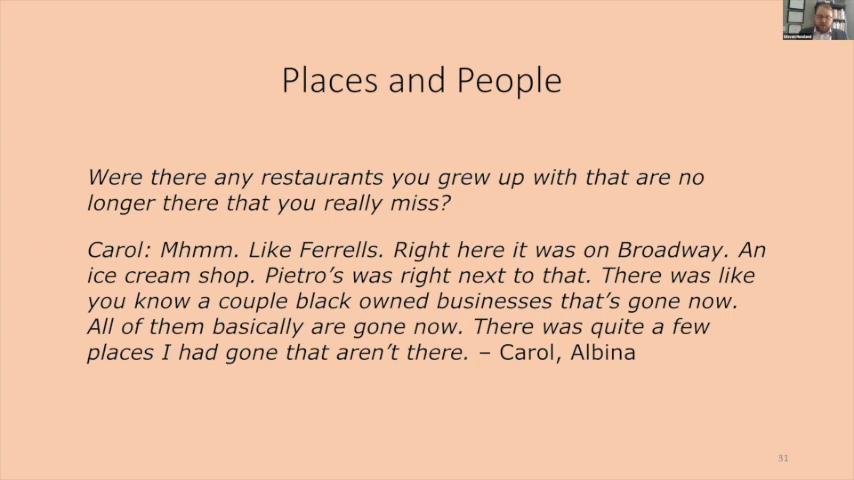 Places and People
Were there any restaurants you grew up with that are no
longer there that you really miss?
Carol: Mhmm. Like Ferrells. Right here it was on Broadway. An
ice cream shop. Pietro's was right next to that. There was like
you know a couple black owned businesses that's gone now.
All of them basically are gone now. There was quite a few
places I had gone that aren't there. – Carol, Albina
31